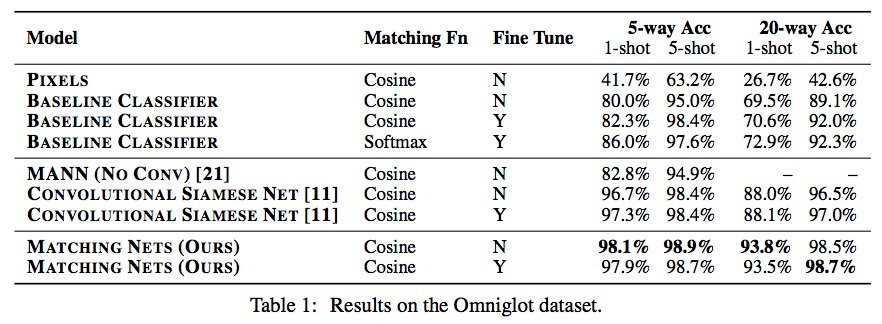 Model Matching Fn Fine Tune 5-way Acc 20-way Acc
1-shot 5-shot 1-shot 5-shot
PIXELS Cosine N 41.7% 63.2% 26.7% 42.6%
BASELINE CLASSIFIER Cosine N 80.0% 95.0% 69.5% 89.1%
BASELINE CLASSIFIER Cosine Y 82.3% 98.4% 70.6% 92.0%
BASELINE CLASSIFIER Softmax Y 86.0% 97.6% 72.9% 92.3%
MANN (NO CONV) [21] Cosine N 82.8% 94.9% – –
CONVOLUTIONAL SIAMESE NET [11] Cosine N 96.7% 98.4% 88.0% 96.5%
CONVOLUTIONAL SIAMESE NET [11] Cosine Y 97.3% 98.4% 88.1% 97.0%
MATCHING NETS (OURS) Cosine N 98.1% 98.9% 93.8% 98.5%
MATCHING NETS (OURS) Cosine Y 97.9% 98.7% 93.5% 98.7%
Table 1: Results on the Omniglot dataset.